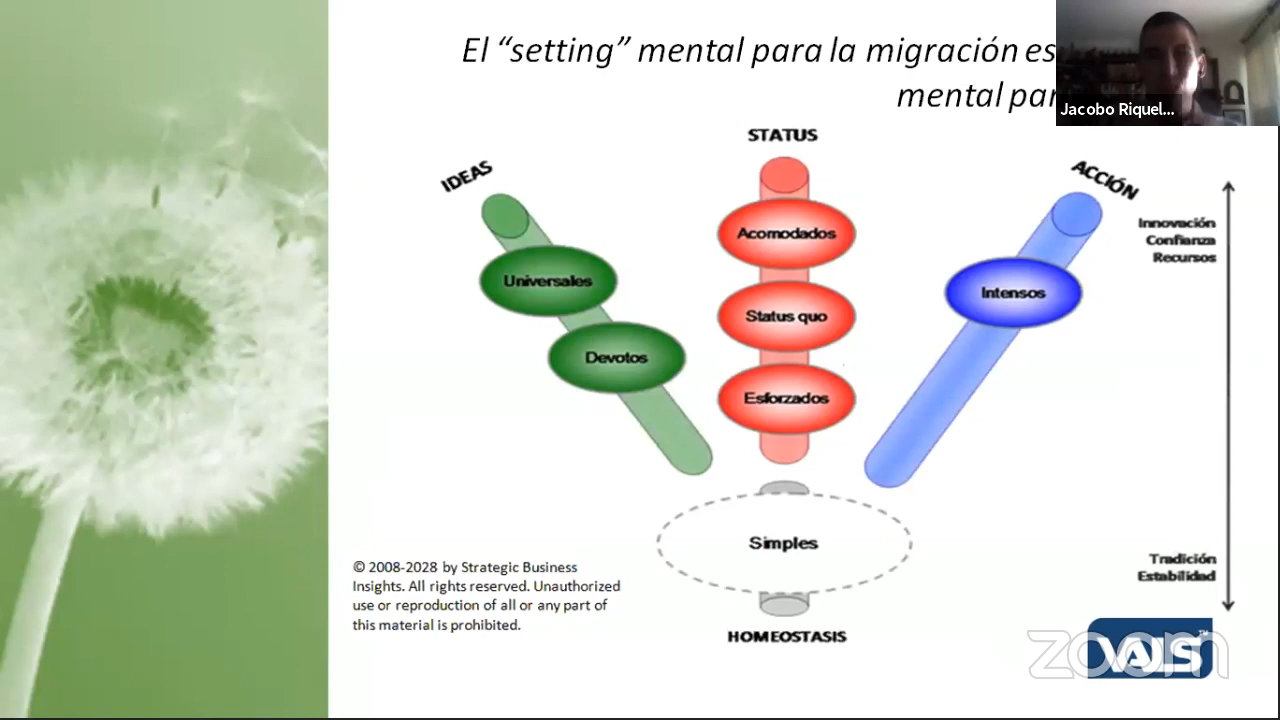 El “setting” mental para la migración es
mental par
Jacobo Riquel...
STATUS
IDEAS
ACCIÓN
Innovación
Confianza
Recursos
Acomodados
Universales
Intensos
Status quo
Devotos
Esforzados
Simples
Tradición
Estabilidad
© 2008-2028 by Strategic Business
Insights. All rights reserved. Unauthorized
use or reproduction of all or any part of
this material is prohibited.
HOMEOSTASIS
VALS™
zoom